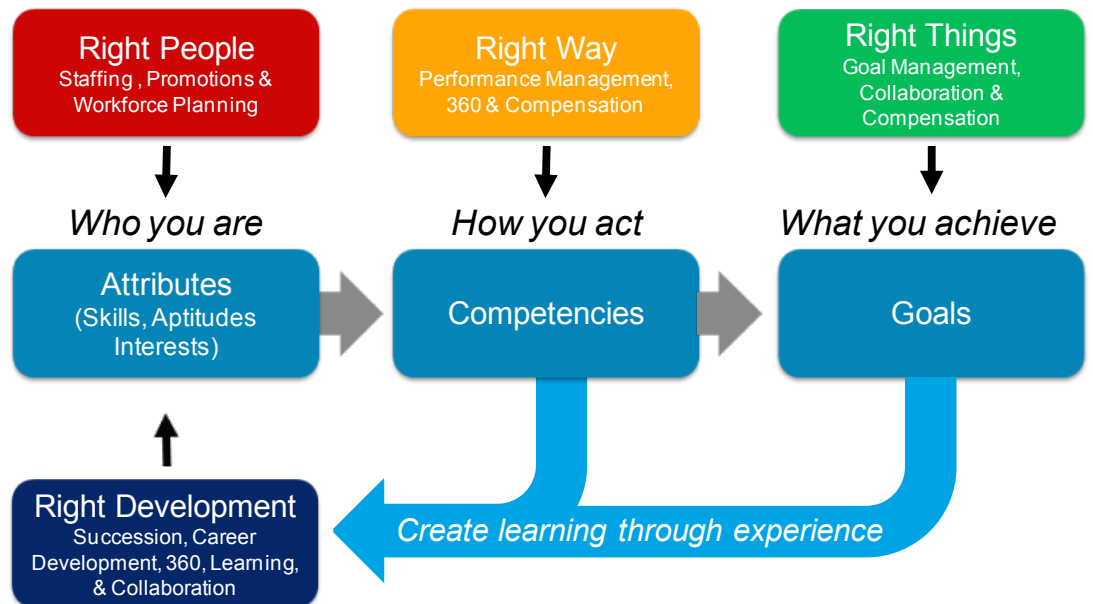 Right People
Staffing , Promotions &
Workforce Planning
Right Way
Performance Management,
360 & Compensation
Right Things
Goal Management,
Collaboration &
Compensation
Who you are
How you act
What you achieve
Attributes
(Skills, Aptitudes
Interests)
Competencies
Goals
Right Development
Succession, Career
Development, 360, Learning,
& Collaboration
Create learning through experience